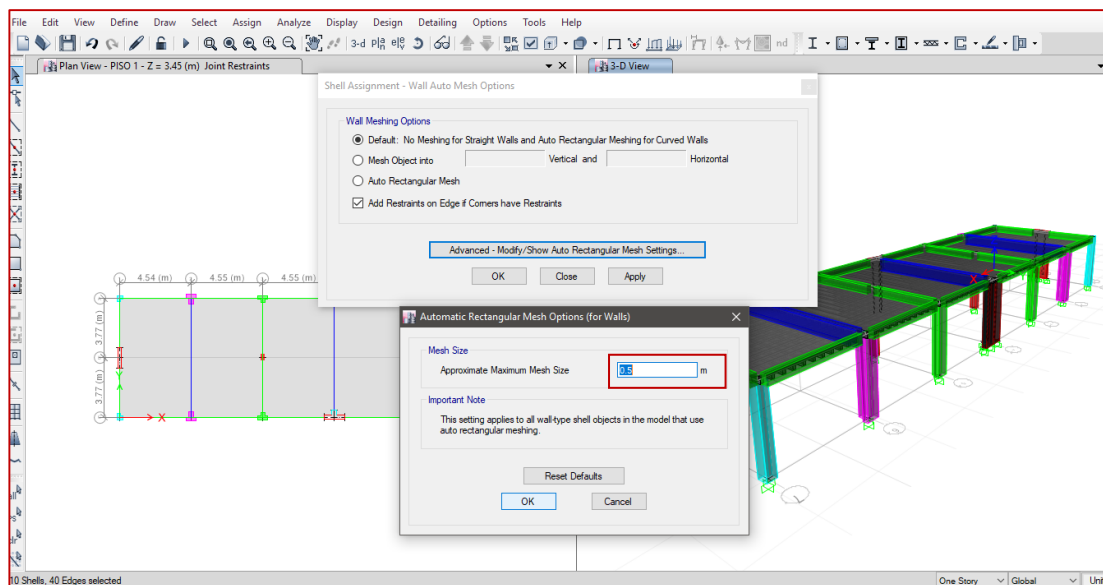 File Edit View Define Draw Select Assign Analyze Display Design Detailing Options Tools Help
3-d nd
Plan View - PISO 1 - Z = 3.45 (m) Joint Restraints
3-D View
Shell Assignment - Wall Auto Mesh Options
Wall Meshing Options
Default: No Meshing for Straight Walls and Auto Rectangular Meshing for Curved Walls
Mesh Object into Vertical and Horizontal
Auto Rectangular Mesh
Add Restraints on Edge if Corners have Restraints
Advanced - Modify/Show Auto Rectangular Mesh Settings...
OK Close Apply
4.54 (m) 4.55 (m) 4.55 (m)
3.77 (m)
3.77 (m)
Y
X
X
Automatic Rectangular Mesh Options (for Walls)
Mesh Size
Approximate Maximum Mesh Size 0.5 m
Important Note
This setting applies to all wall-type shell objects in the model that use
auto rectangular meshing.
Reset Defaults
OK Cancel
10 Shells, 40 Edges selected
One Story Global Uni